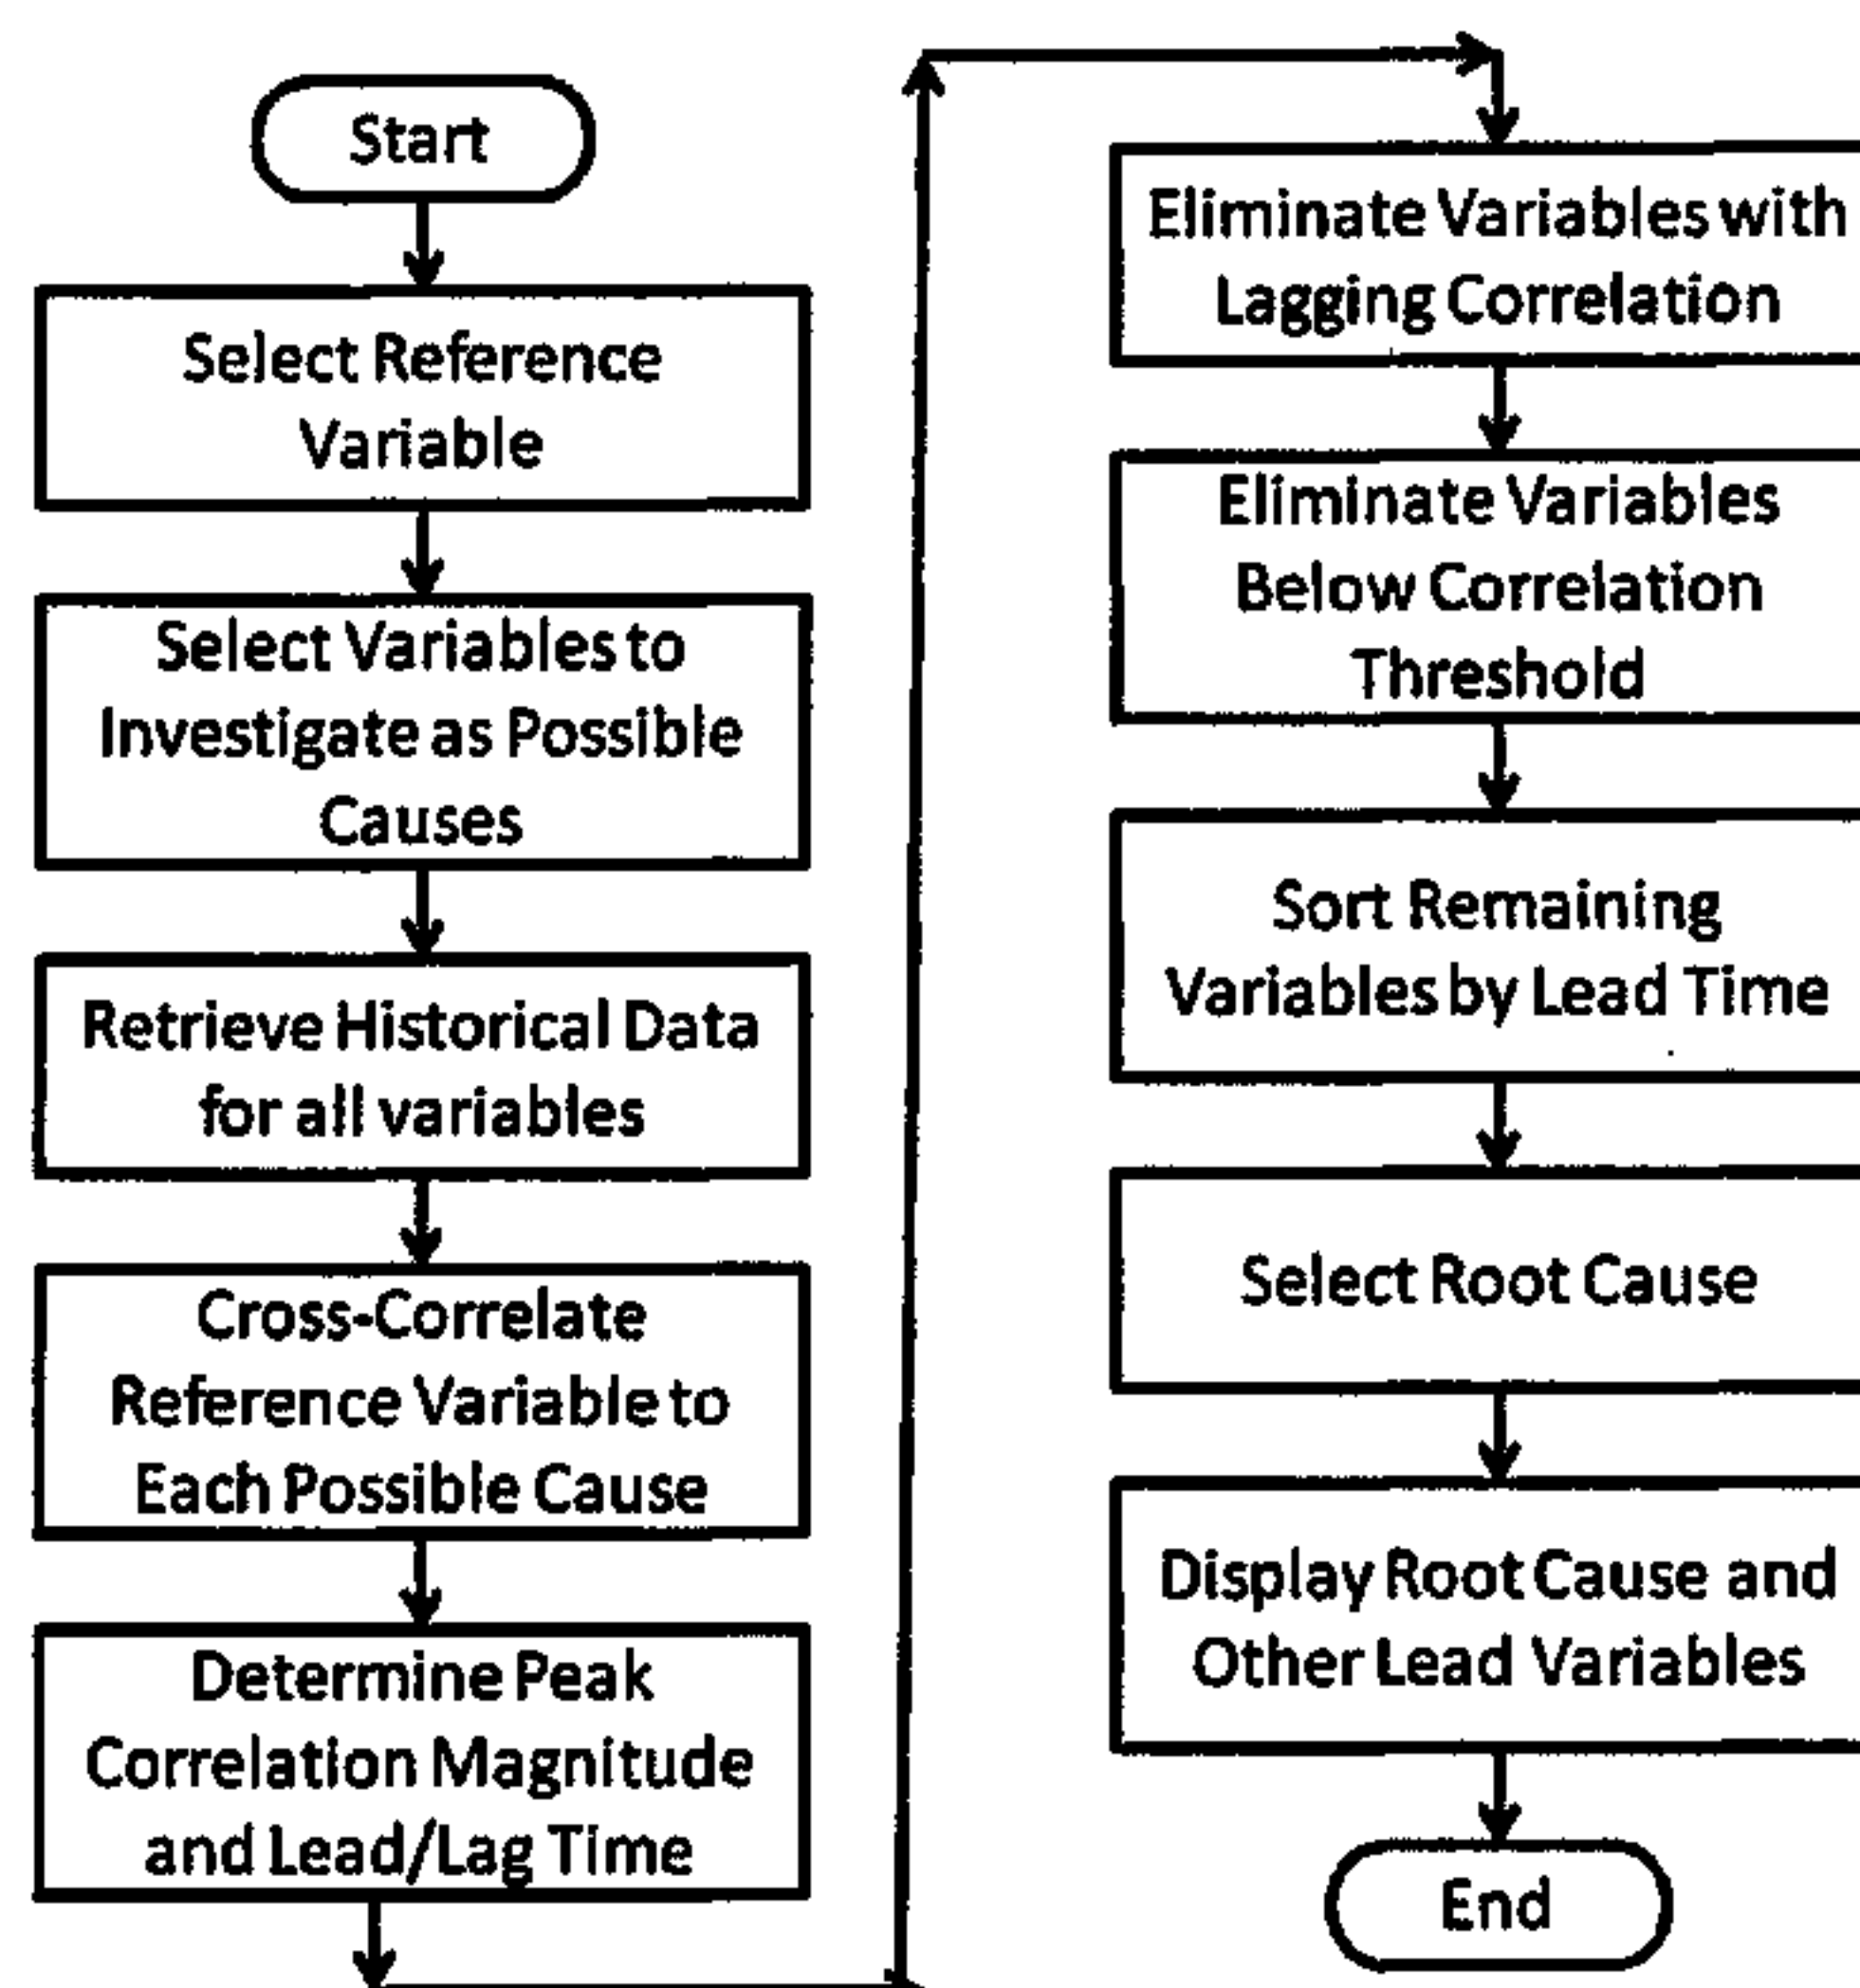 Start
Select Reference
Variable
Select Variables to
Investigate as Possible
Causes
Retrieve Historical Data
for all variables
Cross-Correlate
Reference Variable to
Each Possible Cause
Determine Peak
Correlation Magnitude
and Lead/Lag Time
Eliminate Variables with
Lagging Correlation
Eliminate Variables
Below Correlation
Threshold
Sort Remaining
Variables by Lead Time
Select Root Cause
Display Root Cause and
Other Lead Variables
End